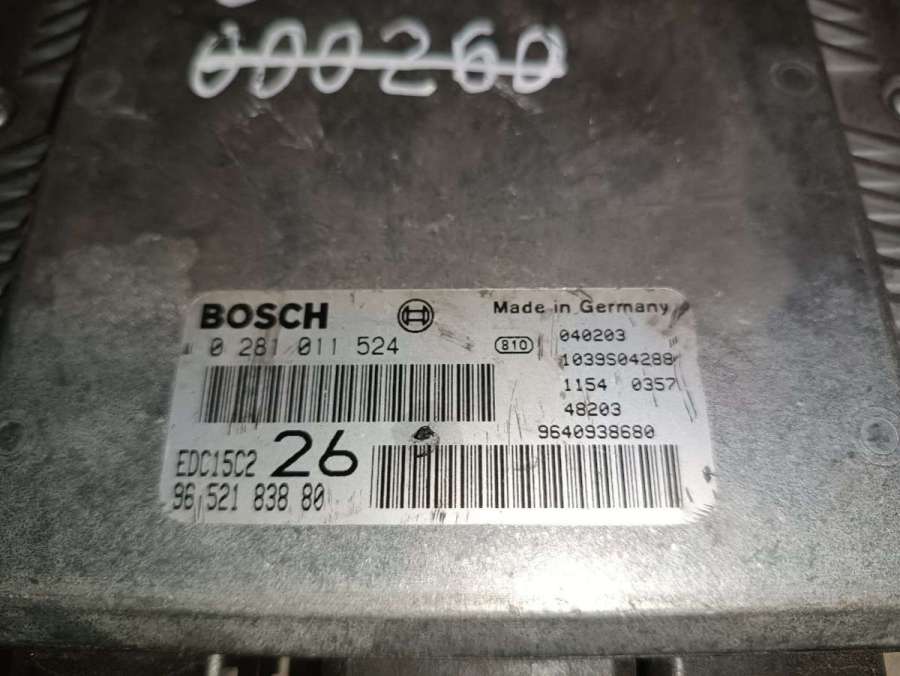 000260
BOSCH
Made in Germany
0 281 011 524
810
040203
1039S04288
1154 0357
48203
9640938680
EDC15C2
26
96 521 838 80